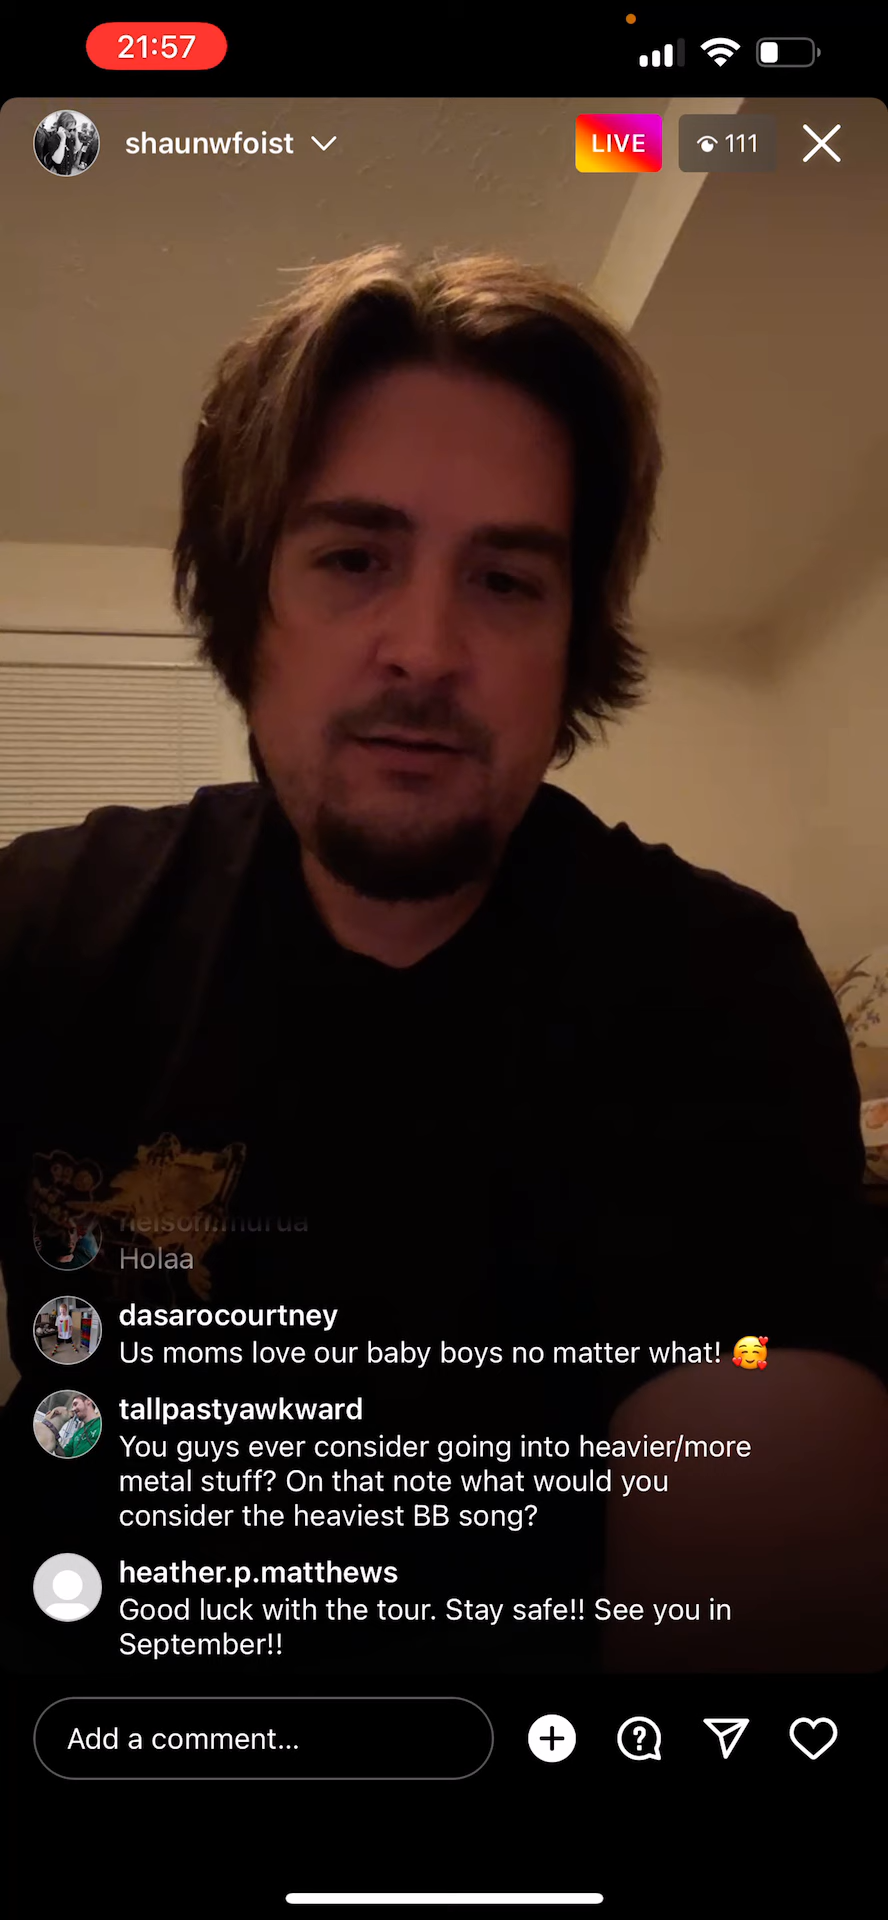 21:57
shaunwfoist
LIVE
111
nelson.murua
Holaa
dasarocourtney
Us moms love our baby boys no matter what! 🥰
tallpastyawkward
You guys ever consider going into heavier/more
metal stuff? On that note what would you
consider the heaviest BB song?
heather.p.matthews
Good luck with the tour. Stay safe!! See you in
September!!
Add a comment...